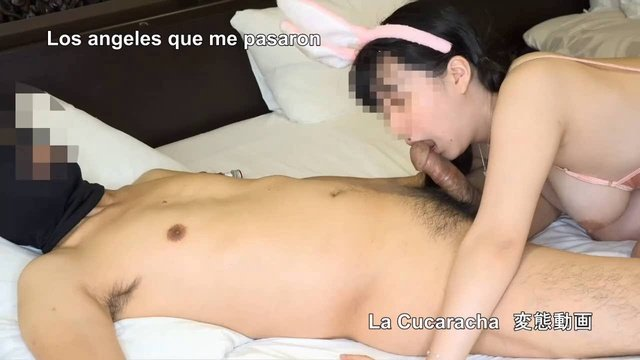 Los angeles que me pasaron
La Cucaracha 変態動画